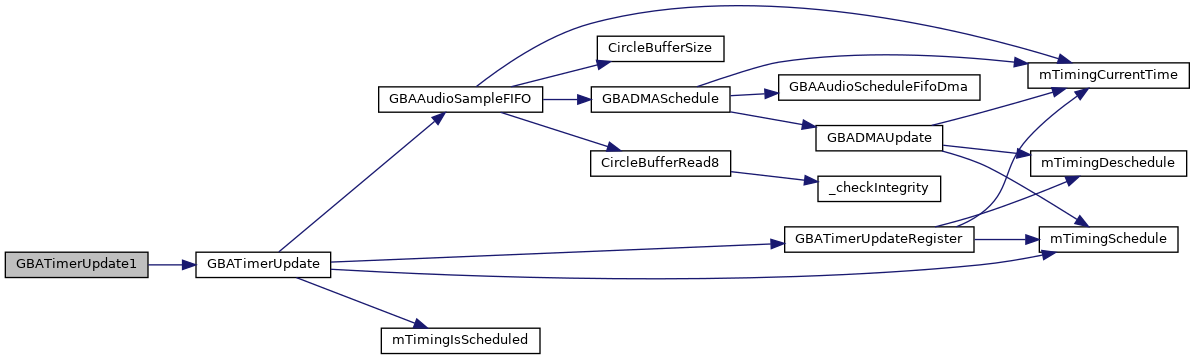 GBATimerUpdate1
GBATimerUpdate
GBAAudioSampleFIFO
mTimingIsScheduled
CircleBufferSize
GBADMASchedule
CircleBufferRead8
GBATimerUpdateRegister
GBAAudioScheduleFifoDma
GBADMAUpdate
_checkIntegrity
mTimingCurrentTime
mTimingDeschedule
mTimingSchedule